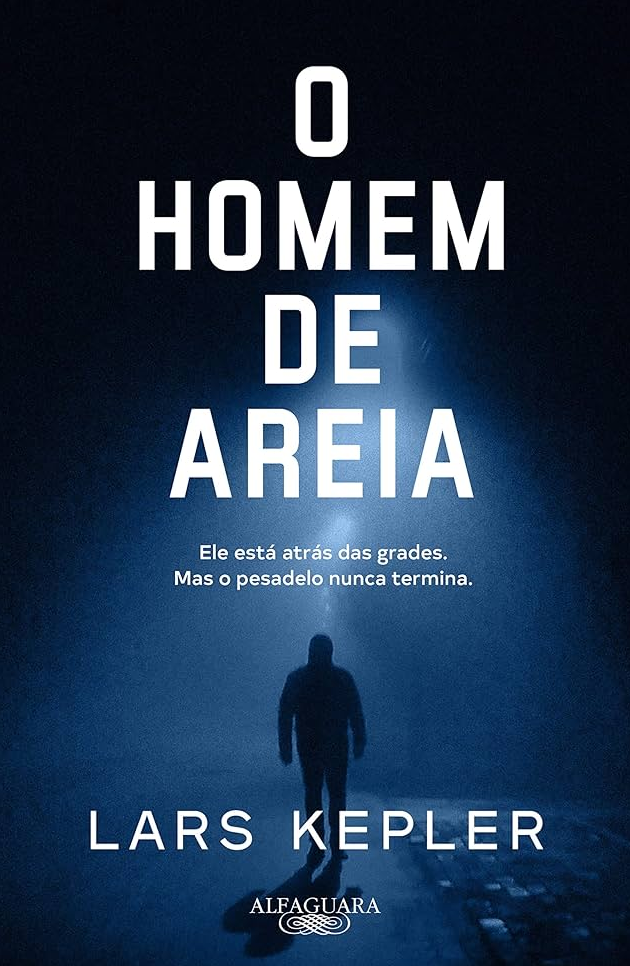 O
HOMEM
DE
AREIA
Ele está atrás das grades.
Mas o pesadelo nunca termina.
LARS KEPLER
ALFAGUARA